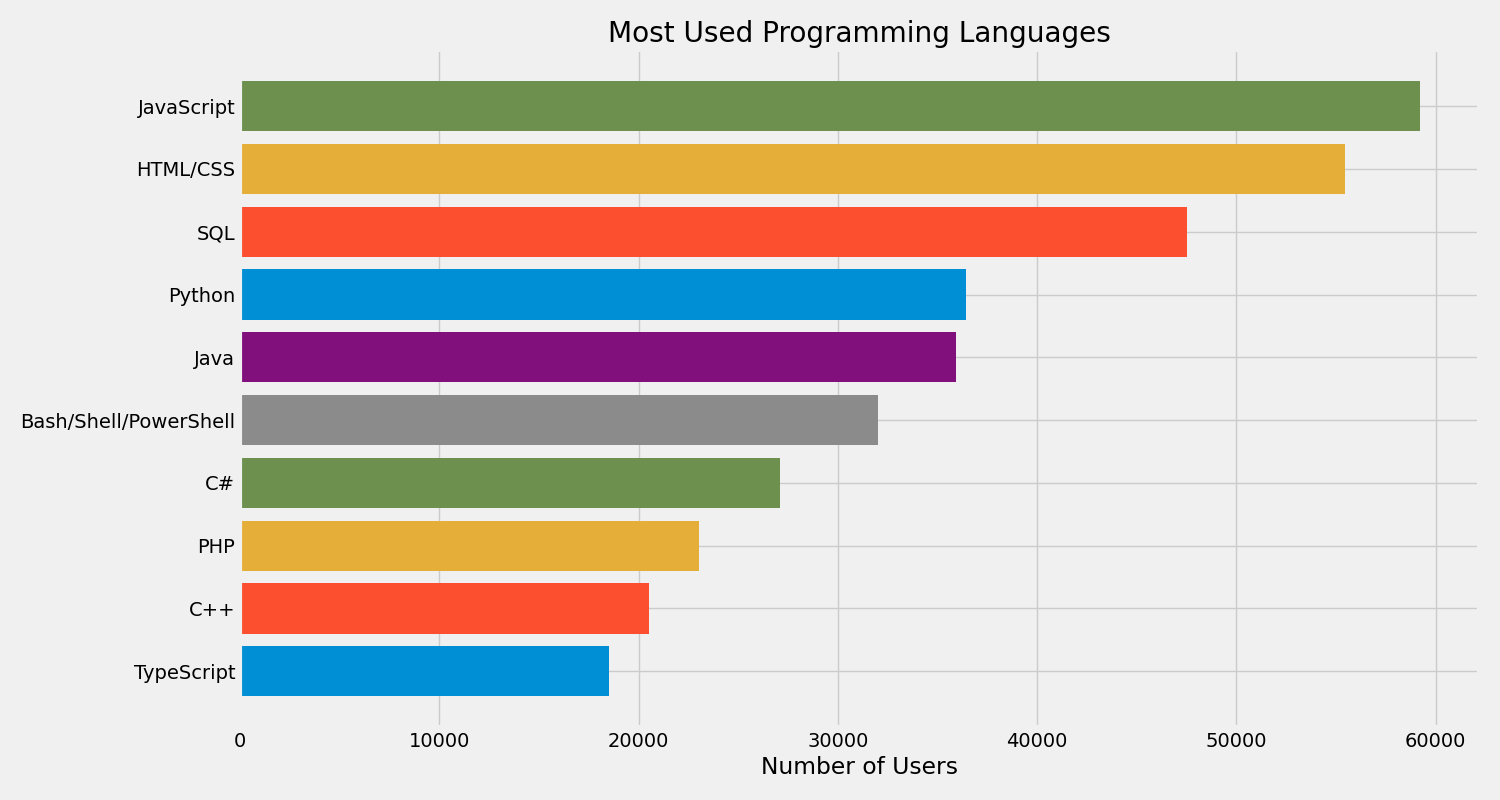 Most Used Programming Languages
JavaScript
HTML/CSS
SQL
Python
Java
Bash/Shell/PowerShell
C#
PHP
C++
TypeScript
0 10000 20000 30000 40000 50000 60000
Number of Users